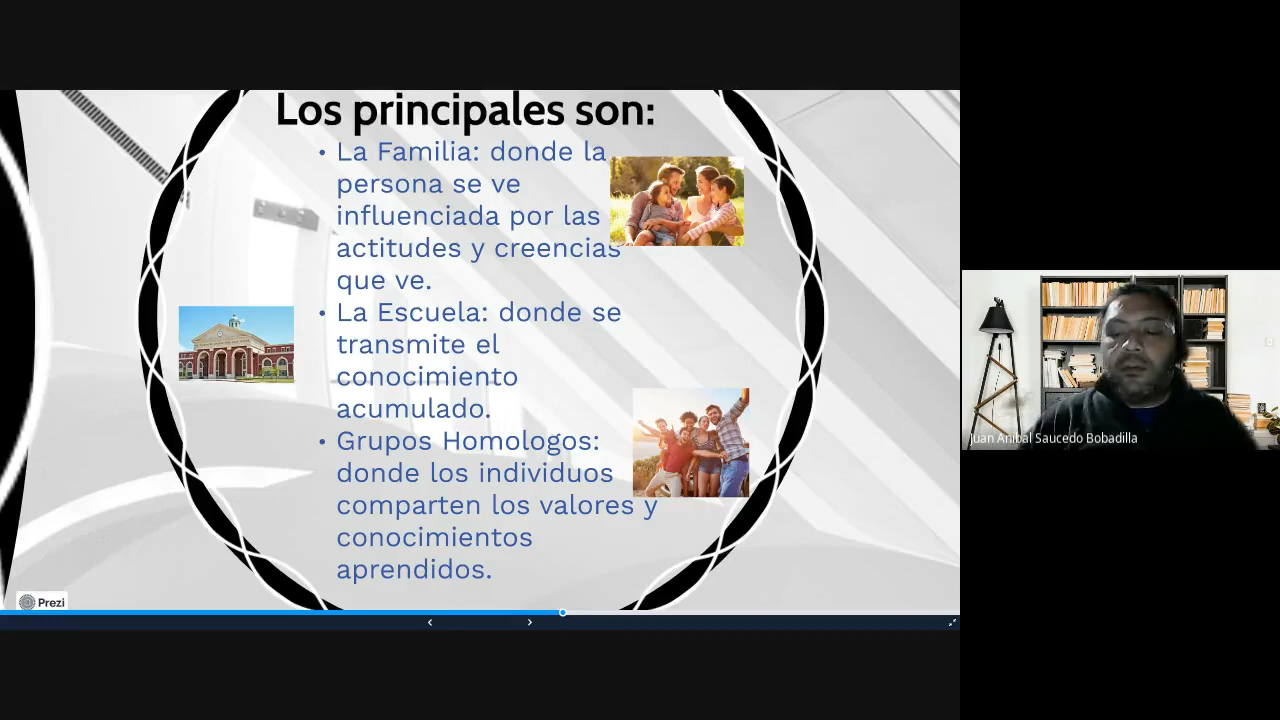 Los principales son:
• La Familia: donde la
persona se ve
influenciada por las
actitudes y creencias
que ve.
• La Escuela: donde se
transmite el
conocimiento
acumulado.
• Grupos Homologos:
donde los individuos
comparten los valores y
conocimientos
aprendidos.
Prezi
Juan Anibal Saucedo Bobadilla